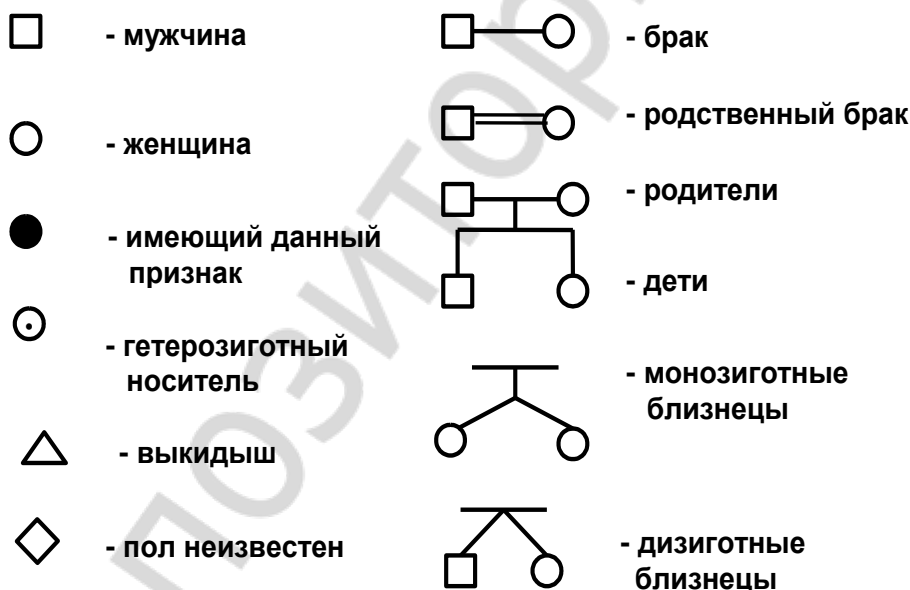 - мужчина
- женщина
- имеющий данный
признак
- гетерозиготный
носитель
- выкидыш
- пол неизвестен
- брак
- родственный брак
- родители
- дети
- монозиготные
близнецы
- дизиготные
близнецы